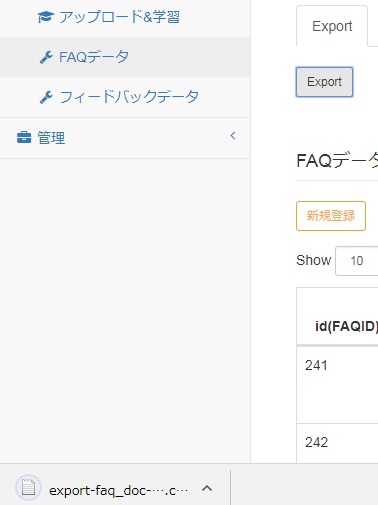 アップロード&学習
FAQデータ
フィードバックデータ
管理
Export
Export
FAQデータ
新規登録
Show 10
id(FAQID)
241
242
export-faq_doc-….c…